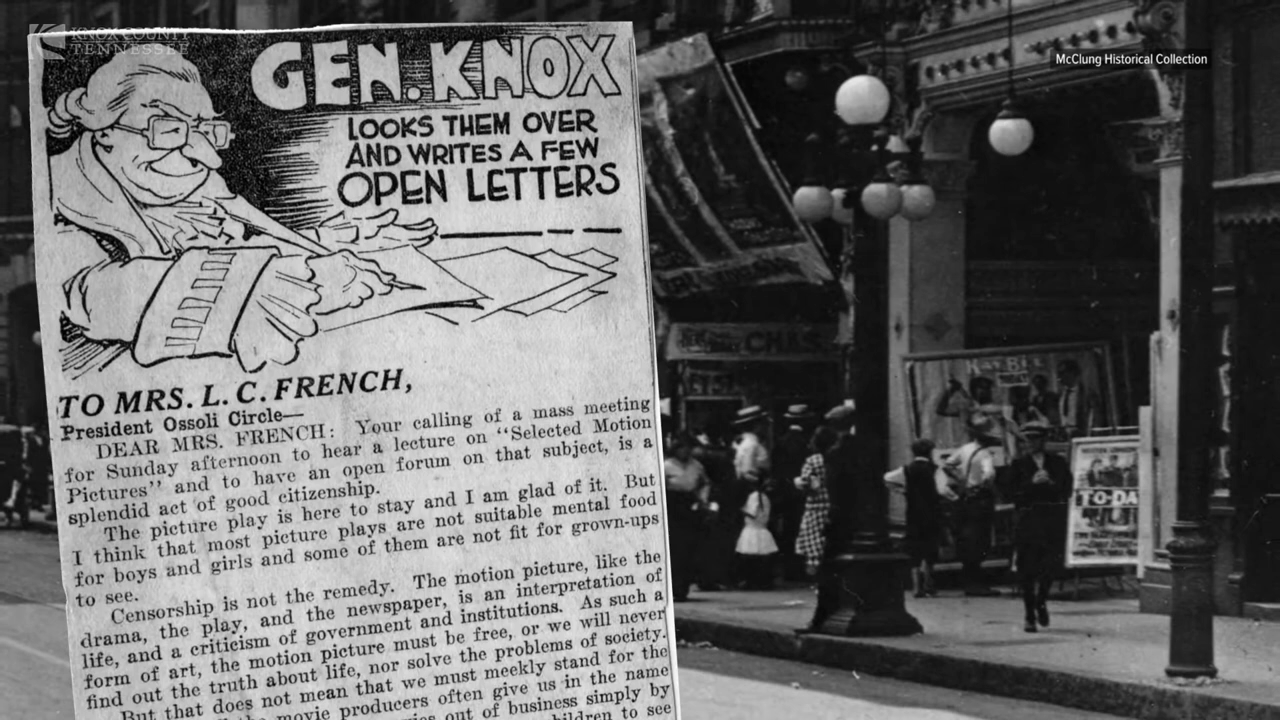 KNOX COUNTY
TENNESSEE
McClung Historical Collection
GEN. KNOX
LOOKS THEM OVER
AND WRITES A FEW
OPEN LETTERS
TO MRS. L. C. FRENCH,
President Ossoli Circle—
DEAR MRS. FRENCH: Your calling of a mass meeting
for Sunday afternoon to hear a lecture on "Selected Motion
Pictures" and to have an open forum on that subject, is a
splendid act of good citizenship.
The picture play is here to stay and I am glad of it. But
I think that most picture plays are not suitable mental food
for boys and girls and some of them are not fit for grown-ups
to see.
Censorship is not the remedy. The motion picture, like the
drama, the play, and the newspaper, is an interpretation of
life, and a criticism of government and institutions. As such a
form of art, the motion picture must be free, or we will never
find out the truth about life, nor solve the problems of society.
But that does not mean that we must meekly stand for the
the movie producers often give us in the name
out of business simply by
to see
CHAS
TO-DA